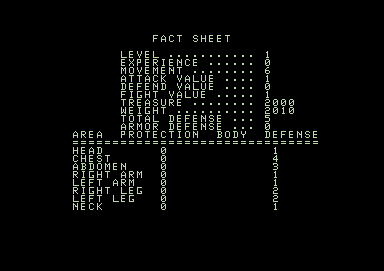 FACT SHEET
LEVEL ........... 1
EXPERIENCE ...... 0
MOVEMENT ........ 6
ATTACK VALUE .... 1
DEFEND VALUE .... 0
FIGHT VALUE ..... 1
TREASURE ........ 2000
WEIGHT .......... 2010
TOTAL DEFENSE ... 5
ARMOR DEFENSE ... 0
AREA PROTECTION BODY DEFENSE
===================================
HEAD 0 1
CHEST 0 4
ABDOMEN 0 3
RIGHT ARM 0 1
LEFT ARM 0 1
RIGHT LEG 0 2
LEFT LEG 0 2
NECK 0 1